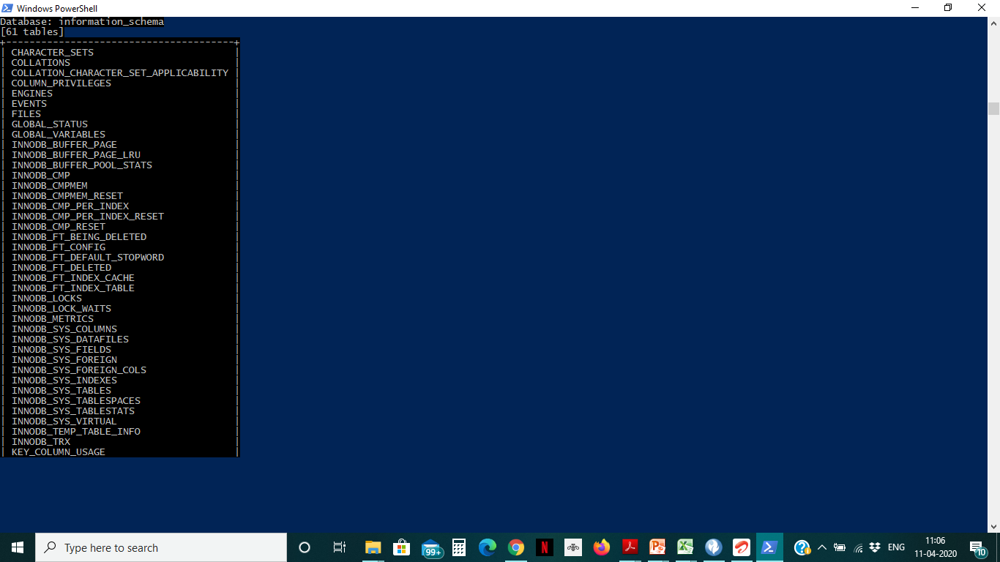 Windows PowerShell
Database: information_schema
[61 tables]
+---------------------------------------+
| CHARACTER_SETS |
| COLLATIONS |
| COLLATION_CHARACTER_SET_APPLICABILITY |
| COLUMN_PRIVILEGES |
| ENGINES |
| EVENTS |
| FILES |
| GLOBAL_STATUS |
| GLOBAL_VARIABLES |
| INNODB_BUFFER_PAGE |
| INNODB_BUFFER_PAGE_LRU |
| INNODB_BUFFER_POOL_STATS |
| INNODB_CMP |
| INNODB_CMPMEM |
| INNODB_CMPMEM_RESET |
| INNODB_CMP_PER_INDEX |
| INNODB_CMP_PER_INDEX_RESET |
| INNODB_CMP_RESET |
| INNODB_FT_BEING_DELETED |
| INNODB_FT_CONFIG |
| INNODB_FT_DEFAULT_STOPWORD |
| INNODB_FT_DELETED |
| INNODB_FT_INDEX_CACHE |
| INNODB_FT_INDEX_TABLE |
| INNODB_LOCKS |
| INNODB_LOCK_WAITS |
| INNODB_METRICS |
| INNODB_SYS_COLUMNS |
| INNODB_SYS_DATAFILES |
| INNODB_SYS_FIELDS |
| INNODB_SYS_FOREIGN |
| INNODB_SYS_FOREIGN_COLS |
| INNODB_SYS_INDEXES |
| INNODB_SYS_TABLES |
| INNODB_SYS_TABLESPACES |
| INNODB_SYS_TABLESTATS |
| INNODB_SYS_VIRTUAL |
| INNODB_TEMP_TABLE_INFO |
| INNODB_TRX |
| KEY_COLUMN_USAGE |
Type here to search
99+
N
ENG
11:06
11-04-2020
10